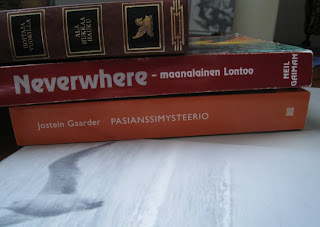 Neverwhere – maanalainen Lontoo
NEIL GAIMAN
Jostein Gaarder PASIANSSIMYSTEERIO